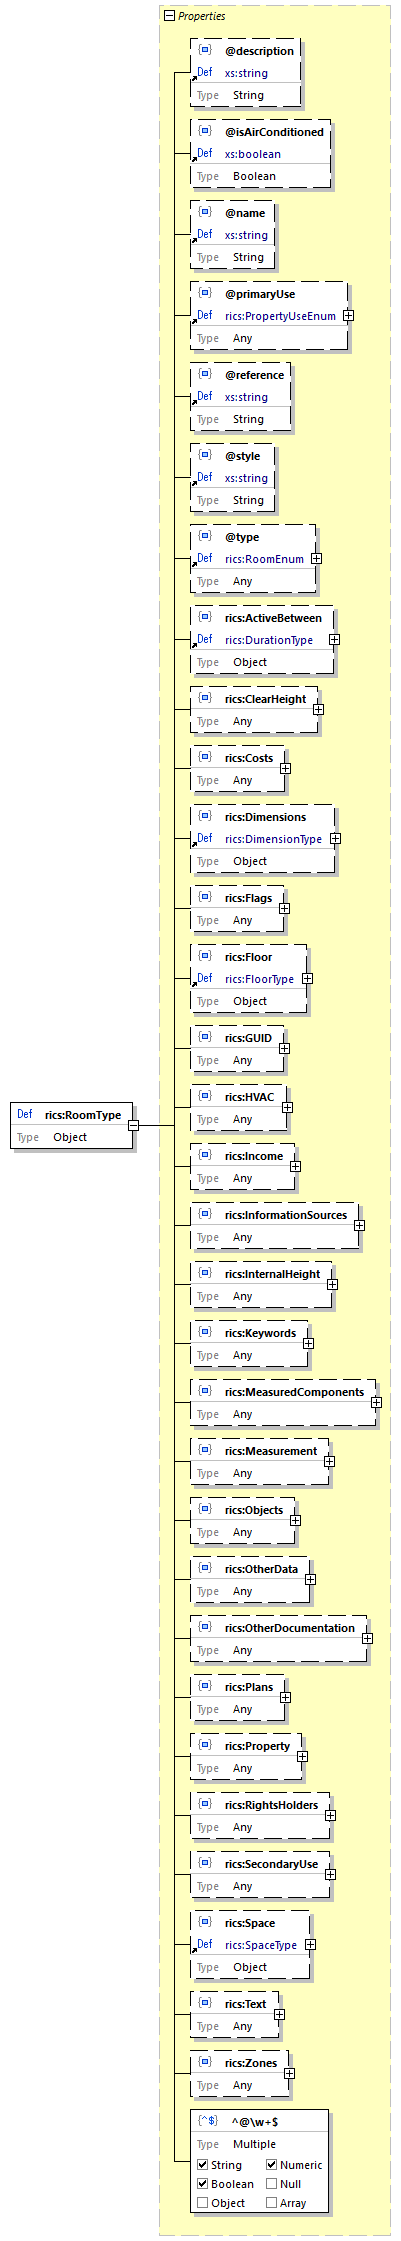 Properties
@description
Def xs:string
Type String
@isAirConditioned
Def xs:boolean
Type Boolean
@name
Def xs:string
Type String
@primaryUse
Def rics:PropertyUseEnum
Type Any
@reference
Def xs:string
Type String
@style
Def xs:string
Type String
@type
Def rics:RoomEnum
Type Any
rics:ActiveBetween
Def rics:DurationType
Type Object
rics:ClearHeight
Type Any
rics:Costs
Type Any
rics:Dimensions
Def rics:DimensionType
Type Object
rics:Flags
Type Any
rics:Floor
Def rics:FloorType
Type Object
rics:GUID
Type Any
rics:HVAC
Type Any
Def rics:RoomType
Type Object
rics:Income
Type Any
rics:InformationSources
Type Any
rics:InternalHeight
Type Any
rics:Keywords
Type Any
rics:MeasuredComponents
Type Any
rics:Measurement
Type Any
rics:Objects
Type Any
rics:OtherData
Type Any
rics:OtherDocumentation
Type Any
rics:Plans
Type Any
rics:Property
Type Any
rics:RightsHolders
Type Any
rics:SecondaryUse
Type Any
rics:Space
Def rics:SpaceType
Type Object
rics:Text
Type Any
rics:Zones
Type Any
{^$} ^@\w+$
Type Multiple
String Numeric
Boolean Null
Object Array